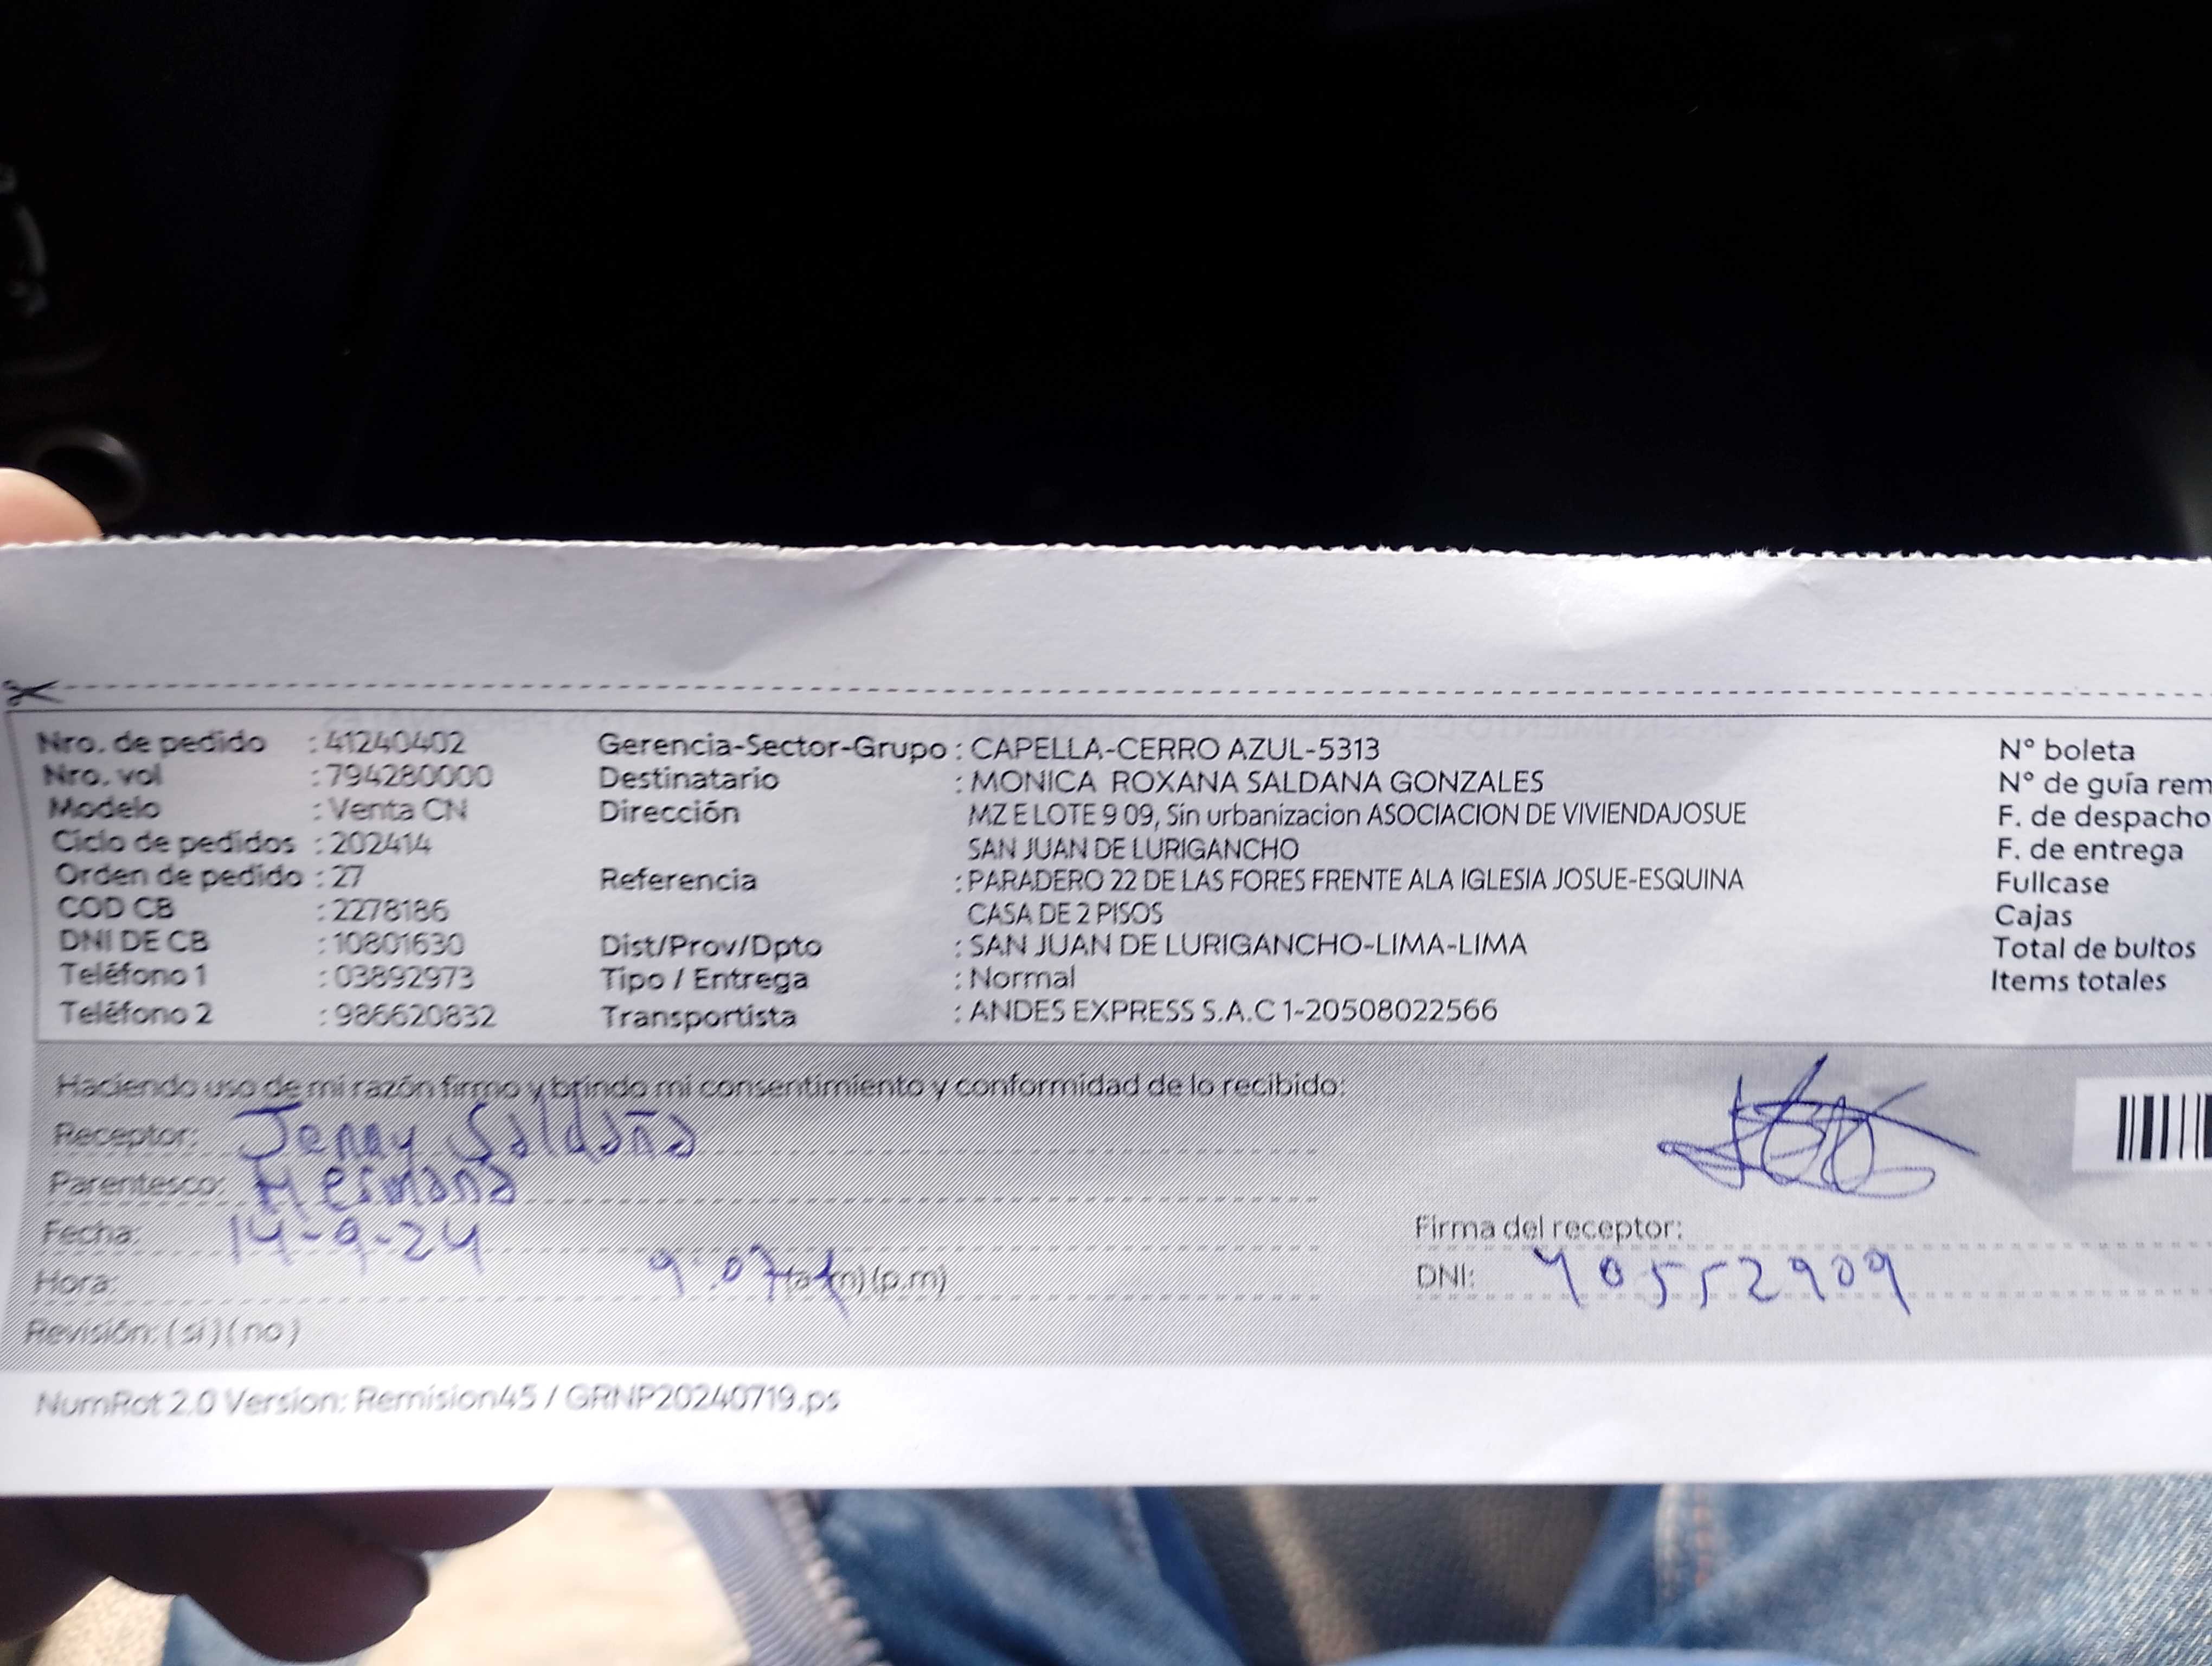 Nro. de pedido : 41240402 Gerencia-Sector-Grupo : CAPELLA-CERRO AZUL-5313 N° boleta
Nro. vol : 794280000 Destinatario : MONICA ROXANA SALDANA GONZALES N° de guía rem
Modelo : Venta CN Dirección MZ E LOTE 9 09, Sin urbanizacion ASOCIACION DE VIVIENDAJOSUE F. de despacho
Ciclo de pedidos : 202414 SAN JUAN DE LURIGANCHO F. de entrega
Orden de pedido : 27 Referencia : PARADERO 22 DE LAS FORES FRENTE ALA IGLESIA JOSUE-ESQUINA Fullcase
COD CB : 2278186 CASA DE 2 PISOS Cajas
DNI DE CB : 10801630 Dist/Prov/Dpto : SAN JUAN DE LURIGANCHO-LIMA-LIMA Total de bultos
Teléfono 1 : 03892973 Tipo / Entrega : Normal Items totales
Teléfono 2 : 986620832 Transportista : ANDES EXPRESS S.A.C 1-20508022566
Haciendo uso de mi razón firmo y brindo mi consentimiento y conformidad de lo recibido:
Receptor: Jenny Saldaña
Parentesco: Hermana
Fecha: 14-9-24 Firma del receptor:
Hora: 9:07 (a.m) (p.m) DNI: 40552909
Revisión: (si) (no)
NumRot 2.0 Version: Remision45 / GRNP20240719.ps